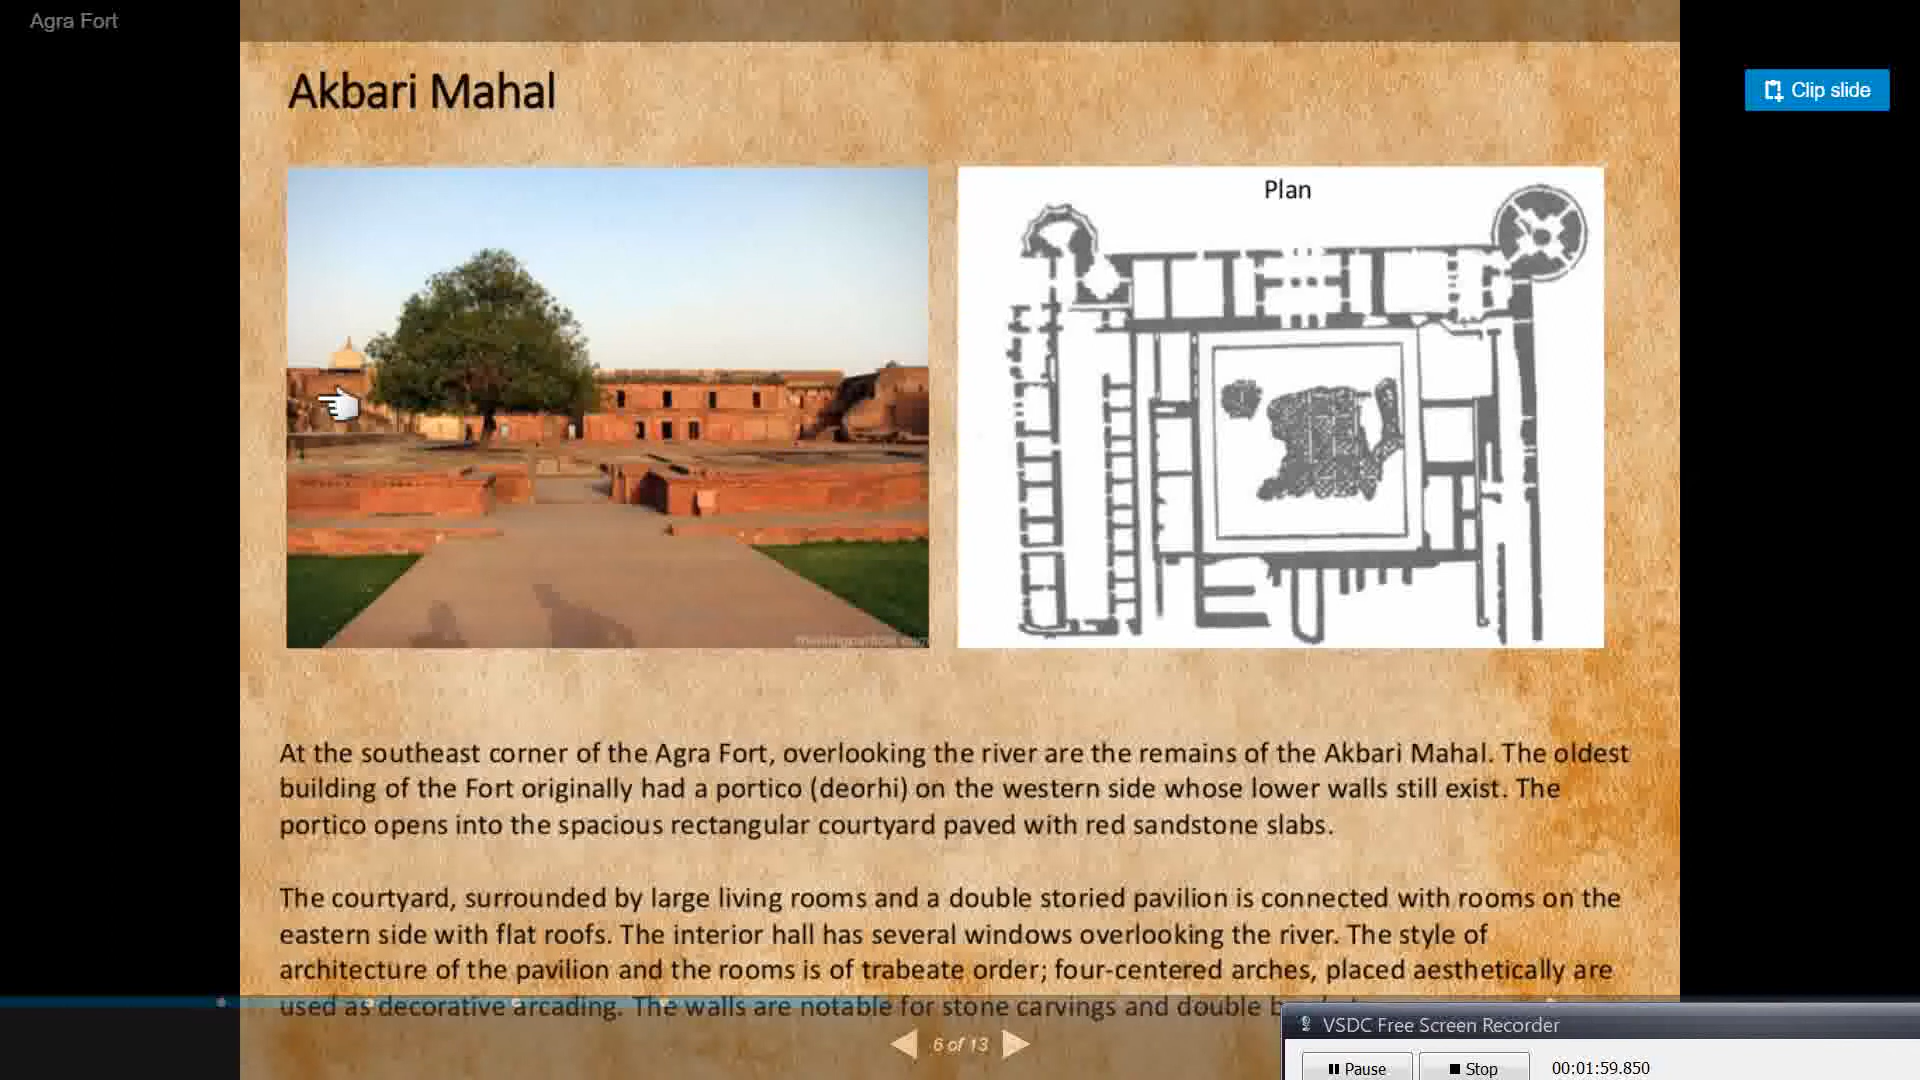 Agra Fort
Akbari Mahal
Clip slide
Plan
At the southeast corner of the Agra Fort, overlooking the river are the remains of the Akbari Mahal. The oldest
building of the Fort originally had a portico (deorhi) on the western side whose lower walls still exist. The
portico opens into the spacious rectangular courtyard paved with red sandstone slabs.
The courtyard, surrounded by large living rooms and a double storied pavilion is connected with rooms on the
eastern side with flat roofs. The interior hall has several windows overlooking the river. The style of
architecture of the pavilion and the rooms is of trabeate order; four-centered arches, placed aesthetically are
used as decorative arcading. The walls are notable for stone carvings and double
6 of 13
VSDC Free Screen Recorder
Pause
Stop
00:01:59.850